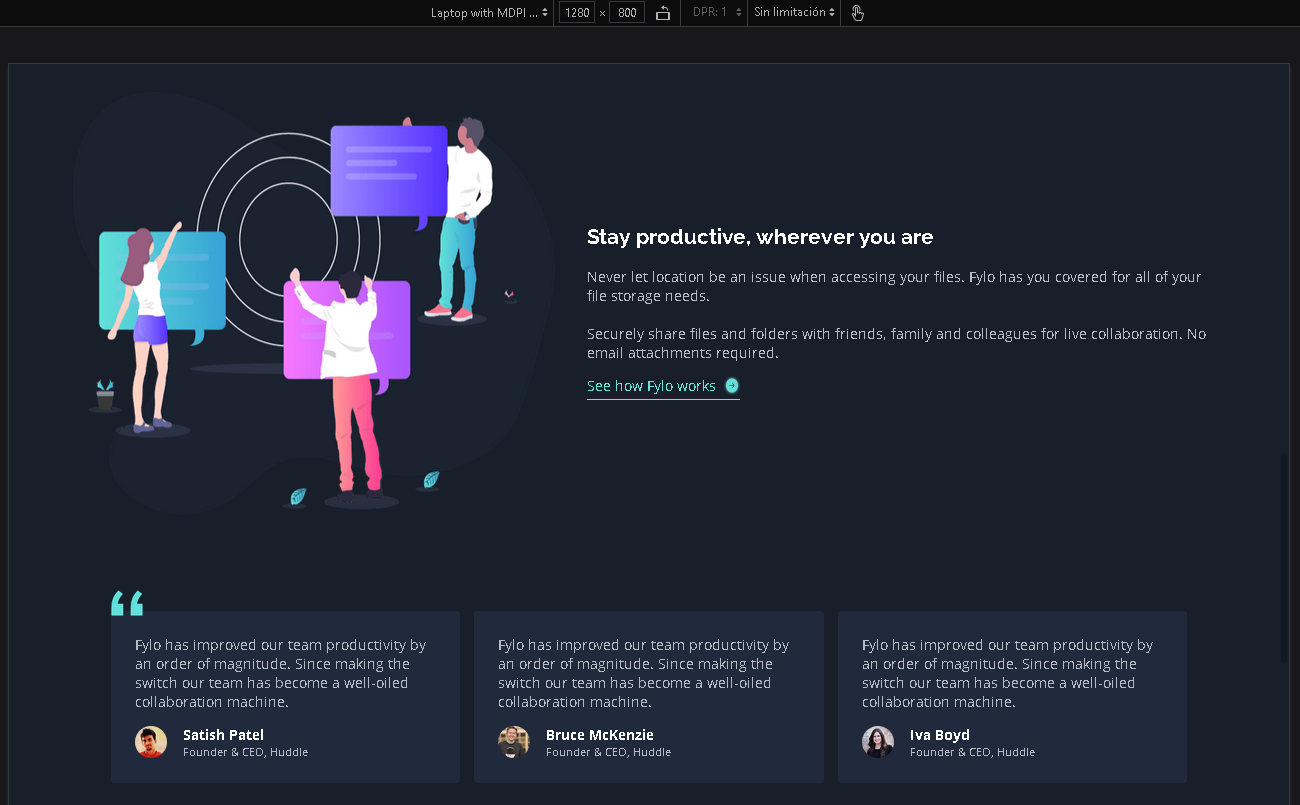 Laptop with MDPI ... 1280 × 800 DPR: 1 Sin limitación
Stay productive, wherever you are
Never let location be an issue when accessing your files. Fylo has you covered for all of your
file storage needs.
Securely share files and folders with friends, family and colleagues for live collaboration. No
email attachments required.
See how Fylo works
“
Fylo has improved our team productivity by
an order of magnitude. Since making the
switch our team has become a well-oiled
collaboration machine.
Satish Patel
Founder & CEO, Huddle
Fylo has improved our team productivity by
an order of magnitude. Since making the
switch our team has become a well-oiled
collaboration machine.
Bruce McKenzie
Founder & CEO, Huddle
Fylo has improved our team productivity by
an order of magnitude. Since making the
switch our team has become a well-oiled
collaboration machine.
Iva Boyd
Founder & CEO, Huddle